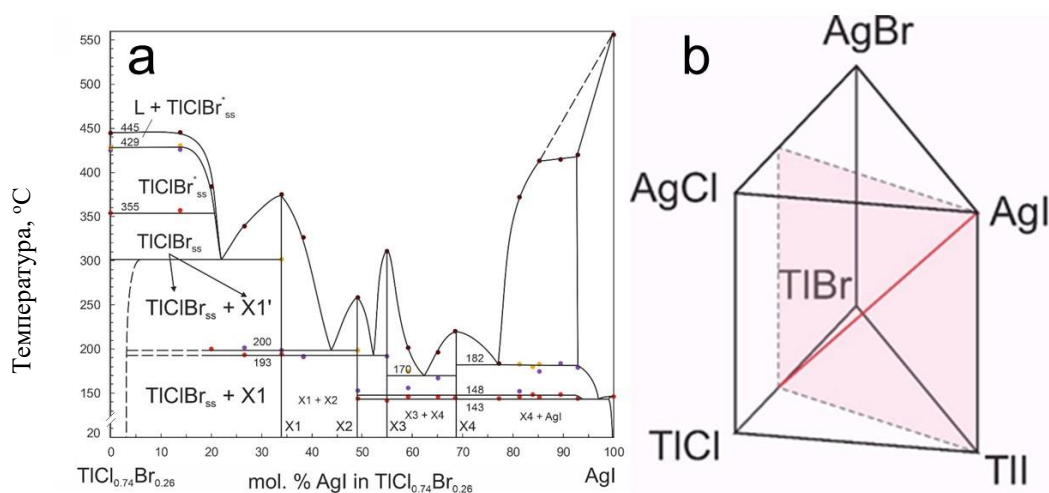 a
550
500
450
400
350
300
250
200
150
20
Температура, °C
L + TlClBr*ss
445
429
TlClBr*ss
355
TlClBrss
TlClBrss + X1'
200
193
TlClBrss + X1
X1 + X2
170
182
148
143
X3 + X4
X4 + AgI
X1
X2
X3
X4
0 10 20 30 40 50 60 70 80 90 100
TlCl0.74Br0.26
mol. % AgI in TlCl0.74Br0.26
AgI
b
AgBr
AgCl
AgI
TlBr
TlCl
TlI